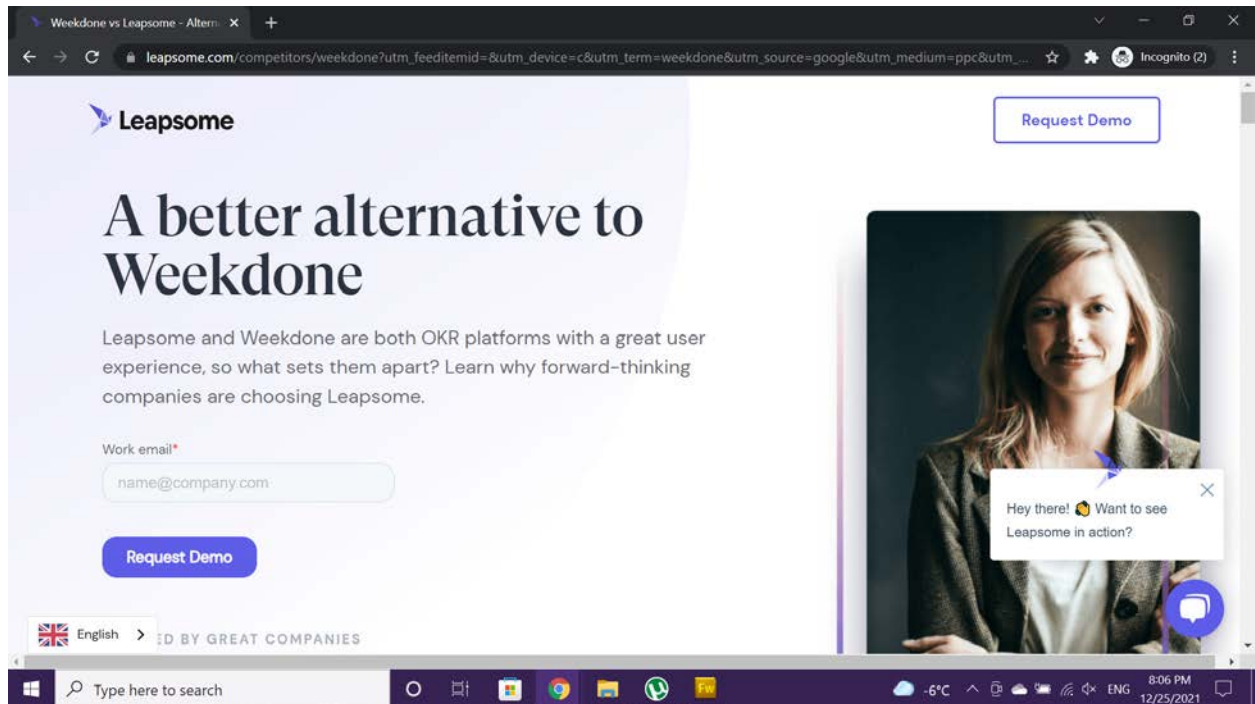 Weekdone vs Leapsome - Altern
leapsome.com/competitors/weekdone?utm_feeditemid=&utm_device=c&utm_term=weekdone&utm_source=google&utm_medium=ppc&utm_...
Incognito (2)
Leapsome
Request Demo
A better alternative to
Weekdone
Leapsome and Weekdone are both OKR platforms with a great user
experience, so what sets them apart? Learn why forward-thinking
companies are choosing Leapsome.
Work email*
name@company.com
Request Demo
Hey there! 👏 Want to see
Leapsome in action?
English
ED BY GREAT COMPANIES
Type here to search
Fw
-6°C
ENG
8:06 PM
12/25/2021